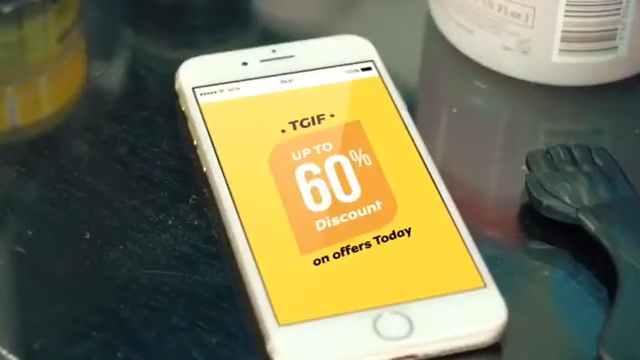 • TGIF •
UP TO
60%
Discount
on offers Today